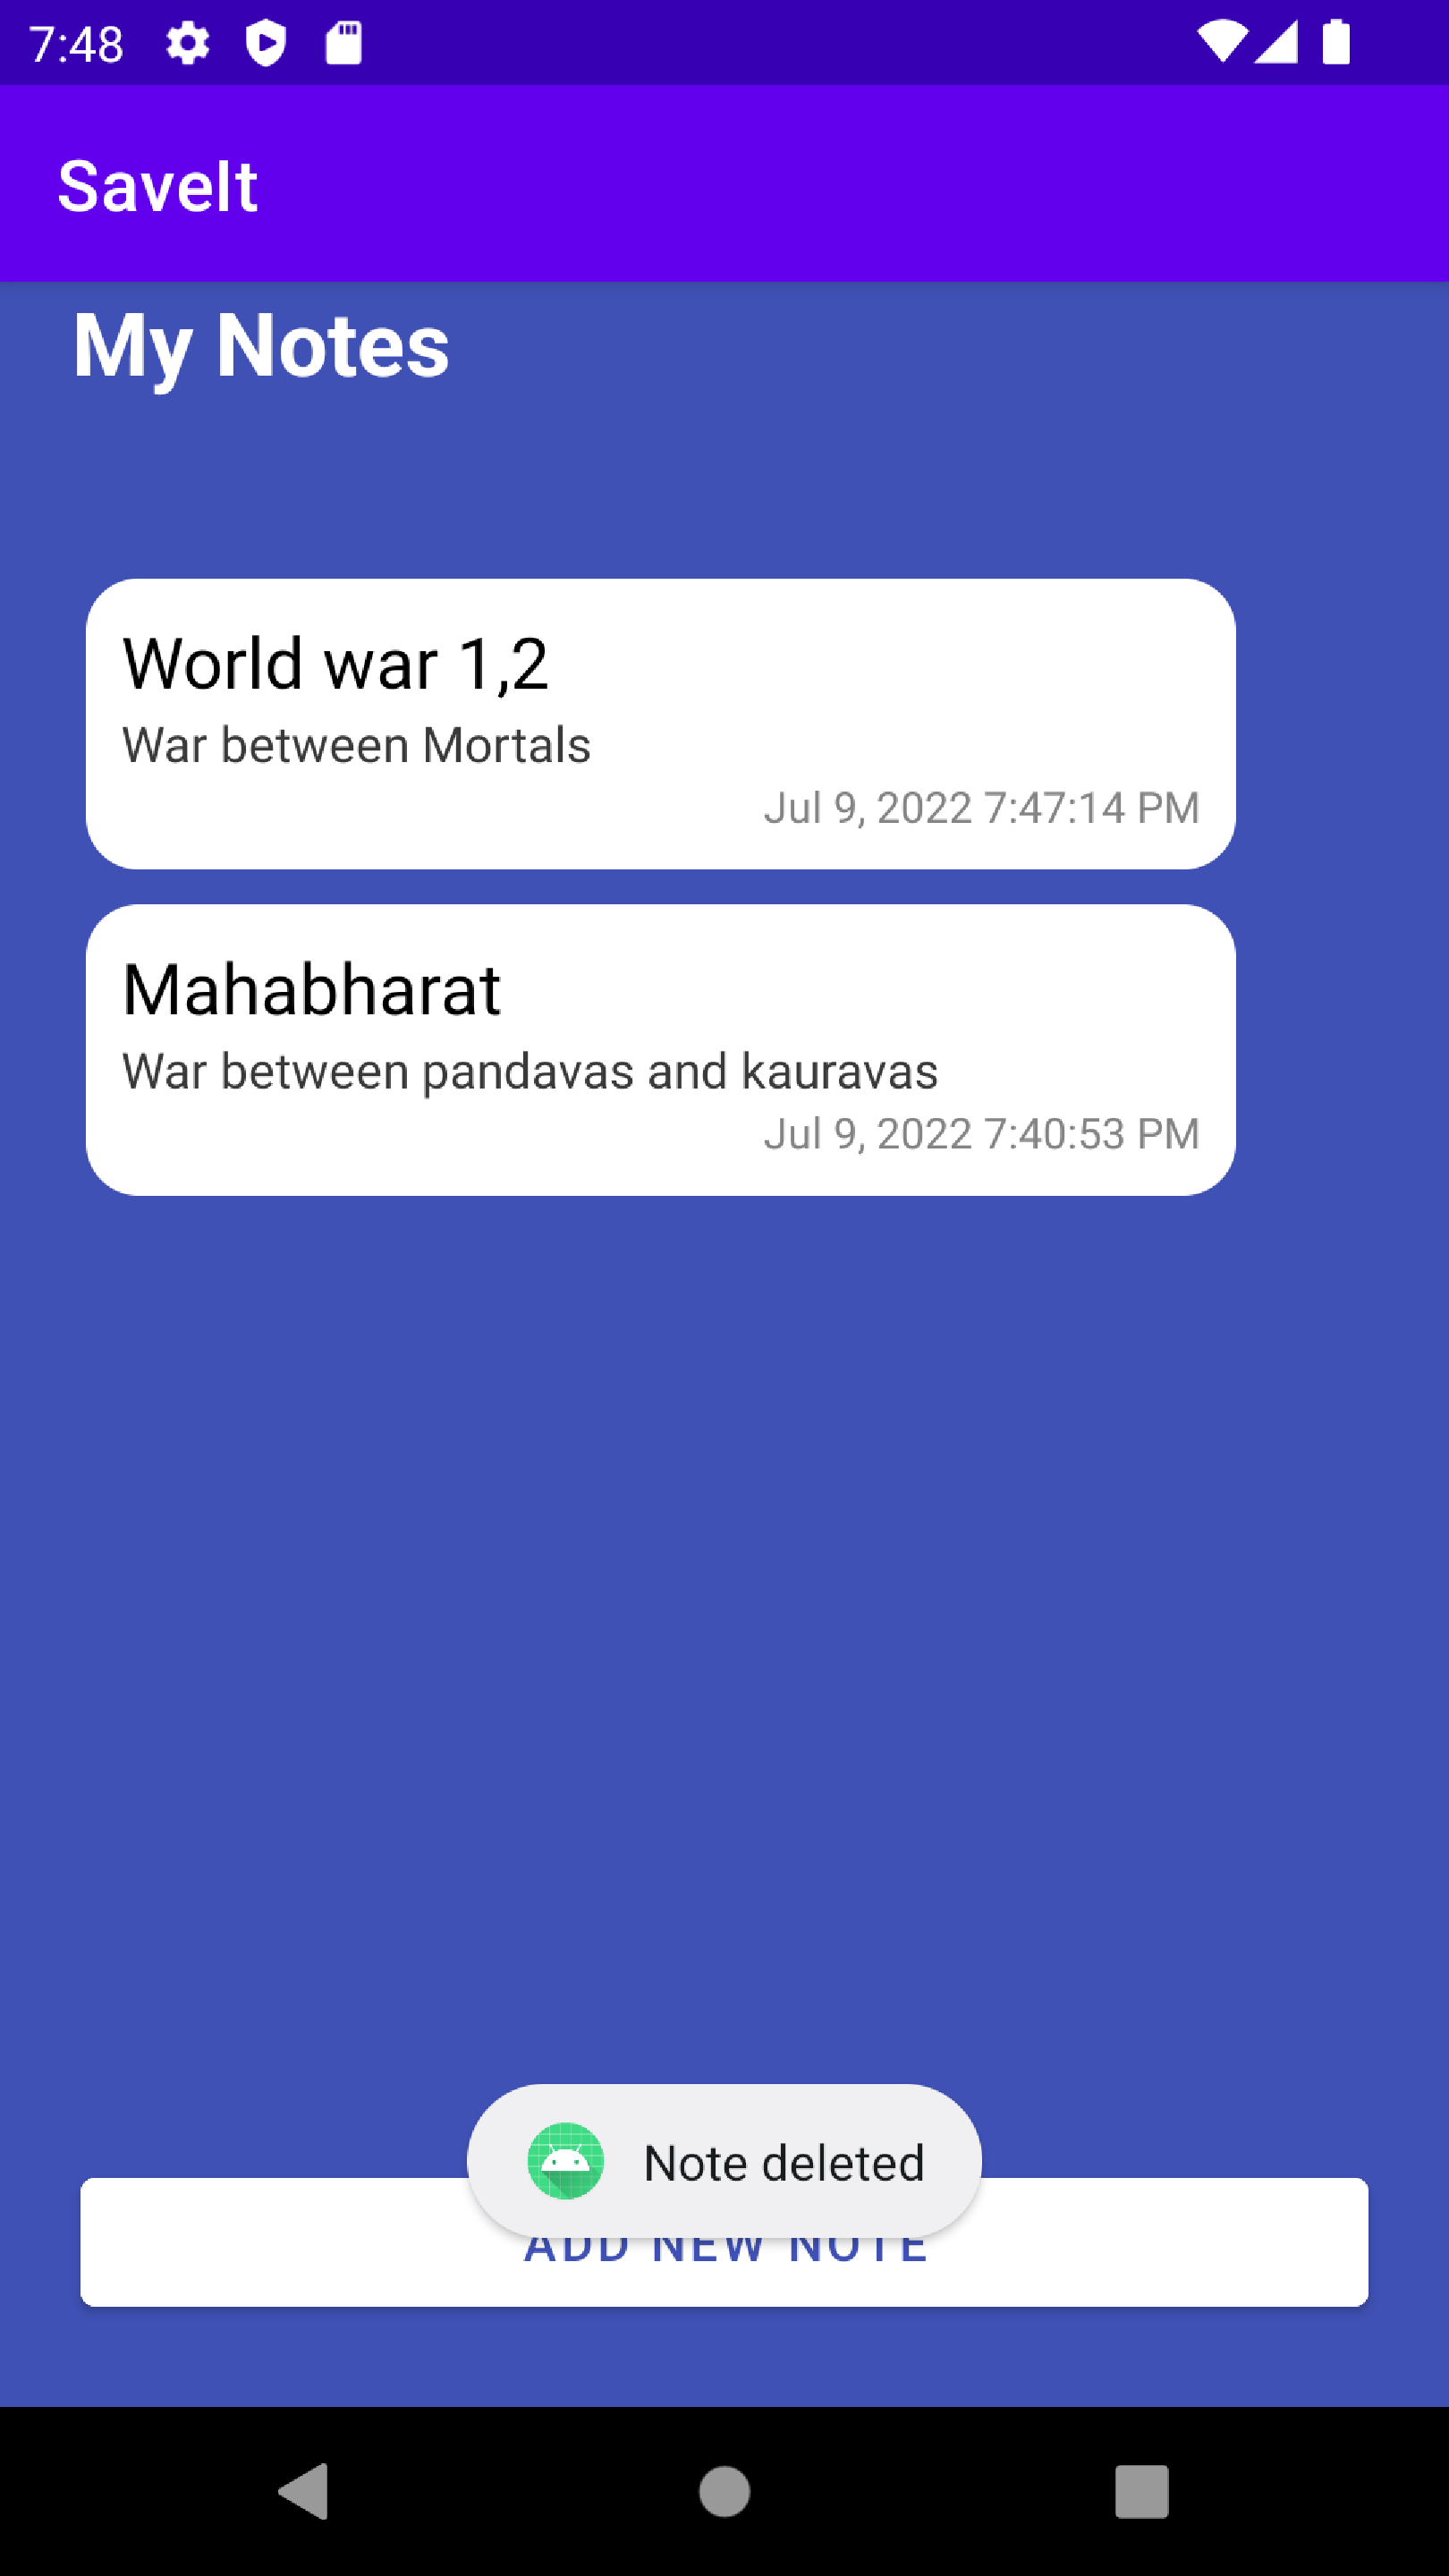 7:48
SaveIt
My Notes
World war 1,2
War between Mortals
Jul 9, 2022 7:47:14 PM
Mahabharat
War between pandavas and kauravas
Jul 9, 2022 7:40:53 PM
Note deleted
ADD NEW NOTE